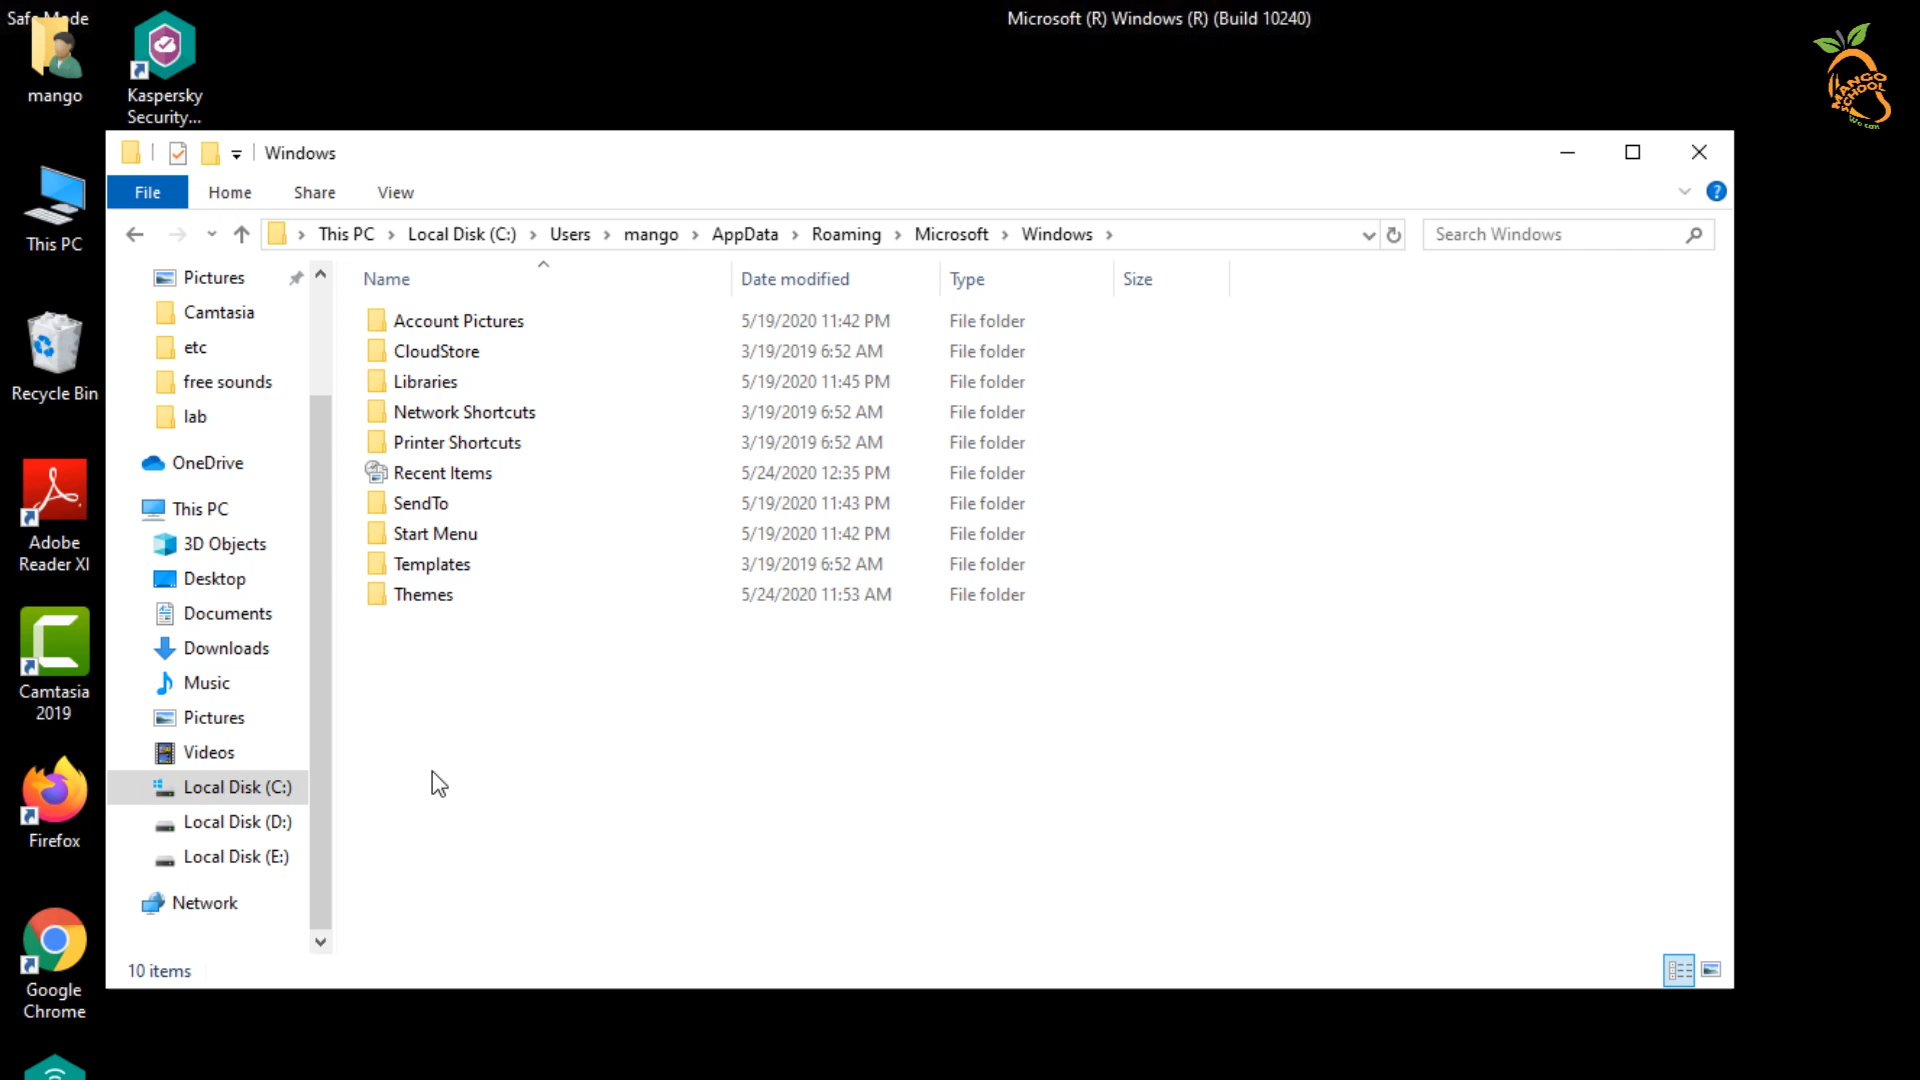 Safe Mode
Microsoft (R) Windows (R) (Build 10240)
MANGO
SCHOOL
We can
mango
Kaspersky
Security...
This PC
Recycle Bin
Adobe
Reader XI
Camtasia
2019
Firefox
Google
Chrome
Windows
File Home Share View
This PC Local Disk (C:) Users mango AppData Roaming Microsoft Windows
Search Windows
Pictures
Camtasia
etc
free sounds
lab
OneDrive
This PC
3D Objects
Desktop
Documents
Downloads
Music
Pictures
Videos
Local Disk (C:)
Local Disk (D:)
Local Disk (E:)
Network
Name Date modified Type Size
Account Pictures 5/19/2020 11:42 PM File folder
CloudStore 3/19/2019 6:52 AM File folder
Libraries 5/19/2020 11:45 PM File folder
Network Shortcuts 3/19/2019 6:52 AM File folder
Printer Shortcuts 3/19/2019 6:52 AM File folder
Recent Items 5/24/2020 12:35 PM File folder
SendTo 5/19/2020 11:43 PM File folder
Start Menu 5/19/2020 11:42 PM File folder
Templates 3/19/2019 6:52 AM File folder
Themes 5/24/2020 11:53 AM File folder
10 items